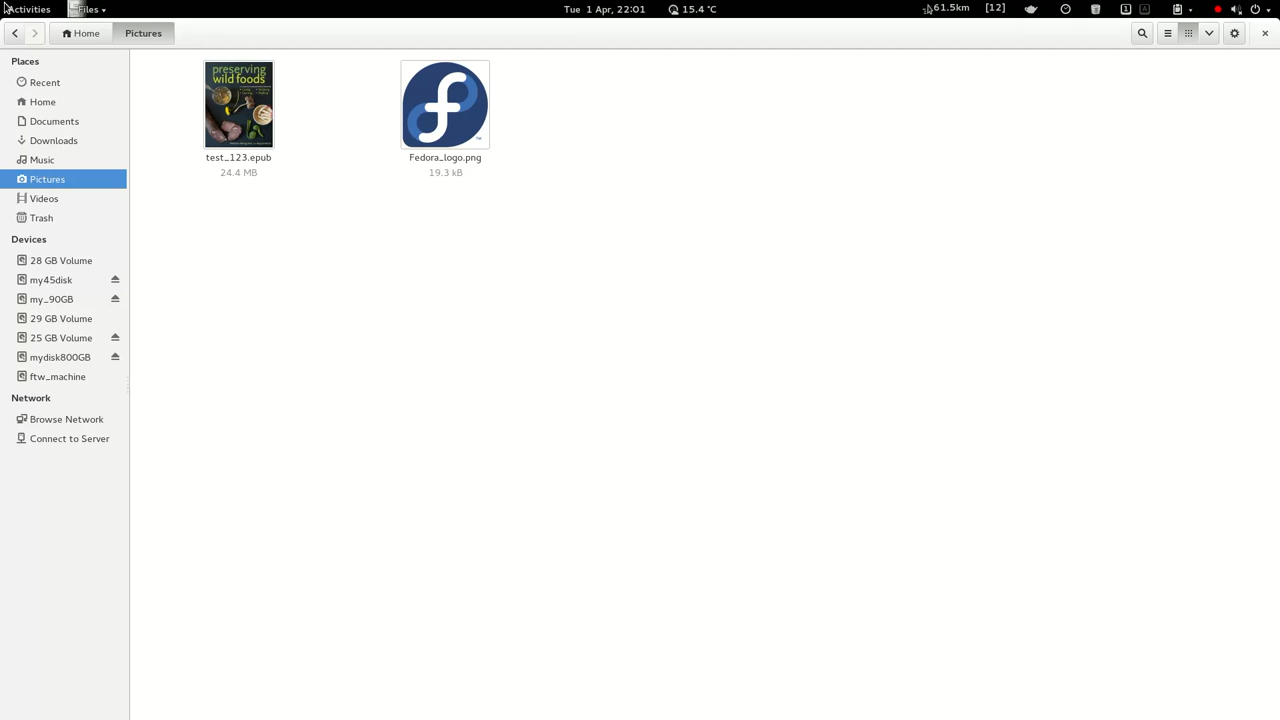 Activities Files Tue 1 Apr, 22:01 15.4 °C 61.5km [12] 1 A
Home Pictures
Places
Recent
Home
Documents
Downloads
Music
Pictures
Videos
Trash
Devices
28 GB Volume
my45disk
my_90GB
29 GB Volume
25 GB Volume
mydisk800GB
ftw_machine
Network
Browse Network
Connect to Server
preserving
wild foods
test_123.epub
24.4 MB
f
TM
Fedora_logo.png
19.3 kB